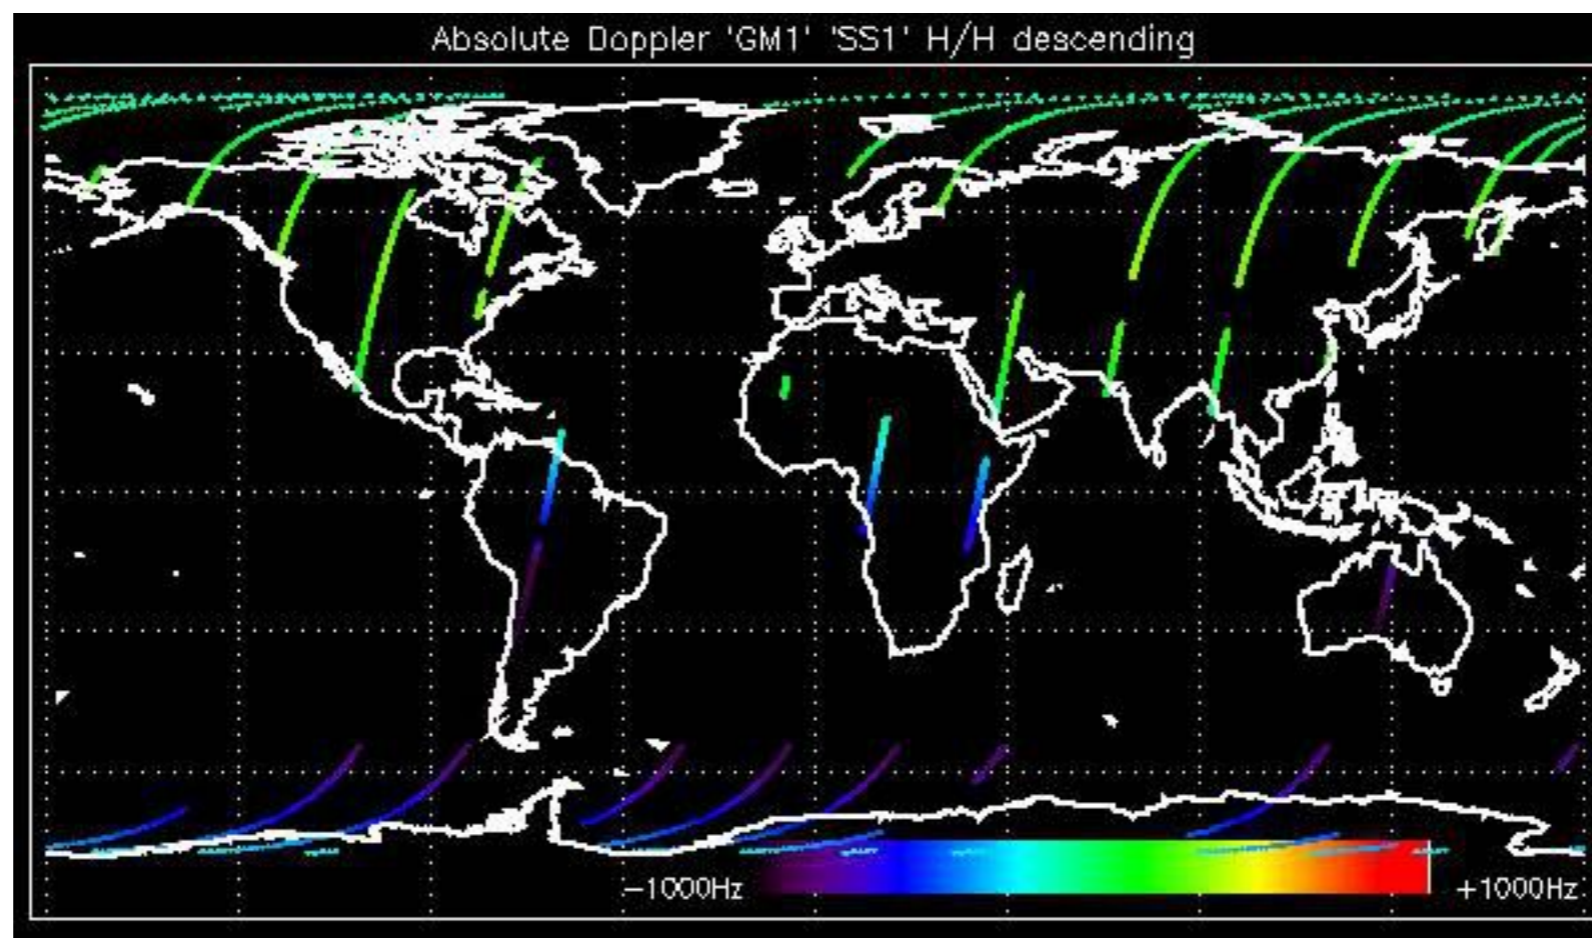 Absolute Doppler 'GM1' 'SS1' H/H descending
−1000Hz
+1000Hz